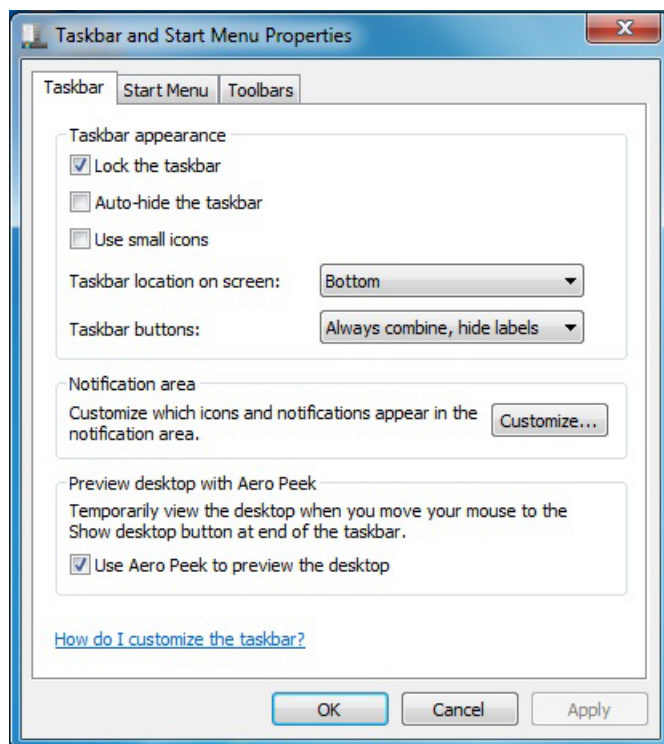 Taskbar and Start Menu Properties
Taskbar
Start Menu
Toolbars
Taskbar appearance
Lock the taskbar
Auto-hide the taskbar
Use small icons
Taskbar location on screen:
Bottom
Taskbar buttons:
Always combine, hide labels
Notification area
Customize which icons and notifications appear in the
notification area.
Customize...
Preview desktop with Aero Peek
Temporarily view the desktop when you move your mouse to the
Show desktop button at end of the taskbar.
Use Aero Peek to preview the desktop
How do I customize the taskbar?
OK
Cancel
Apply